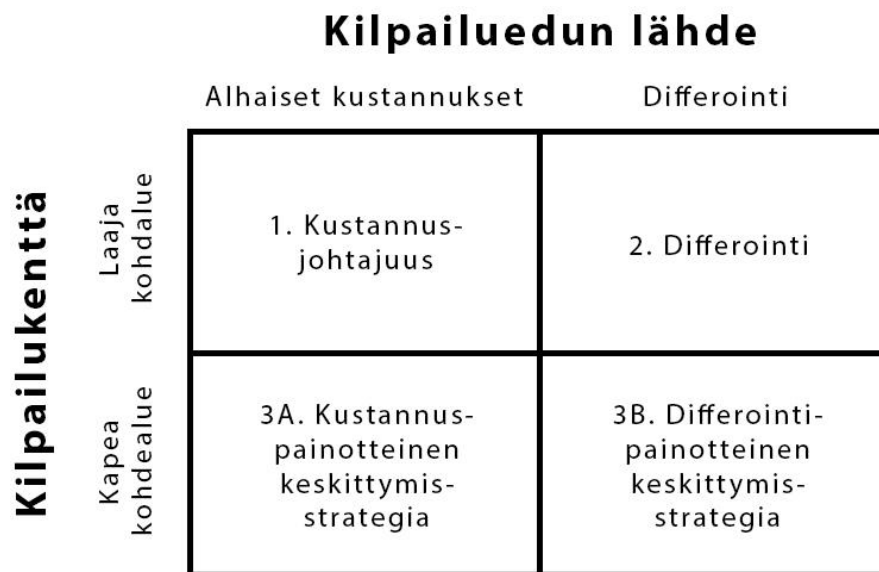 Kilpailuedun lähde
Alhaiset kustannukset
Differointi
Kilpailukenttä
Laaja
kohdalue
1. Kustannus-
johtajuus
2. Differointi
Kapea
kohdealue
3A. Kustannus-
painotteinen
keskittymis-
strategia
3B. Differointi-
painotteinen
keskittymis-
strategia